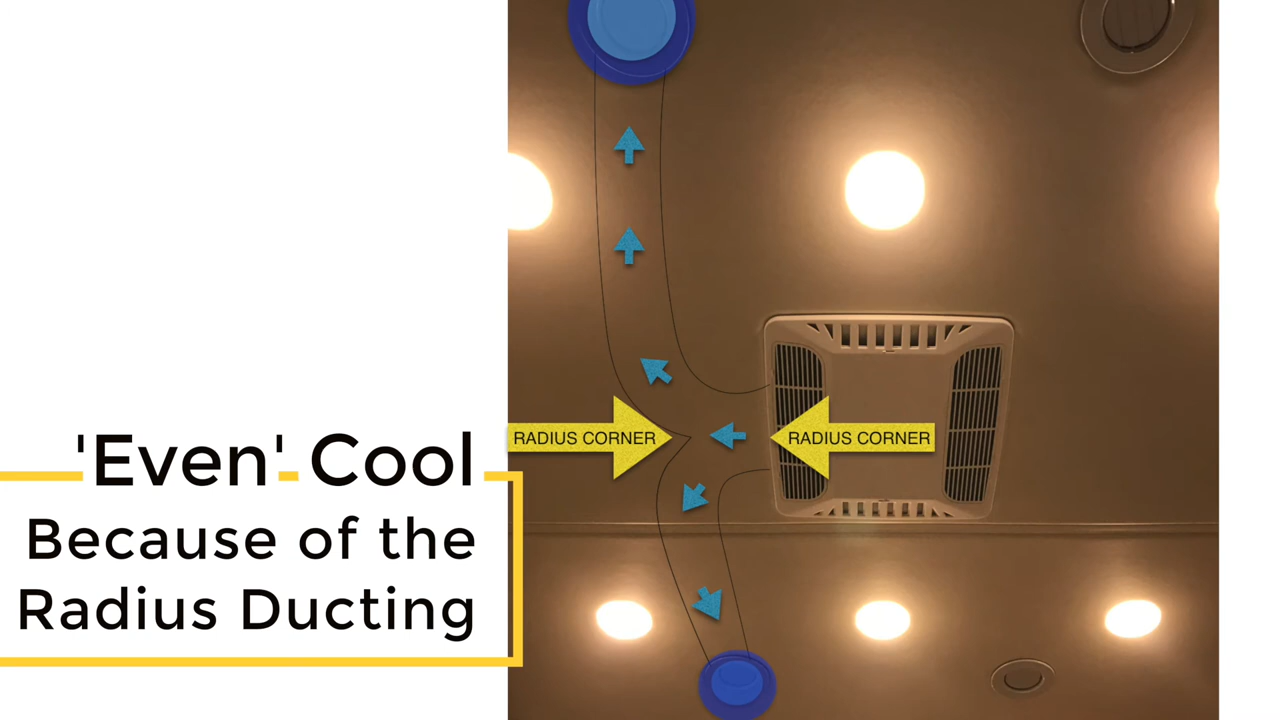 'Even' Cool
Because of the
Radius Ducting
RADIUS CORNER
RADIUS CORNER